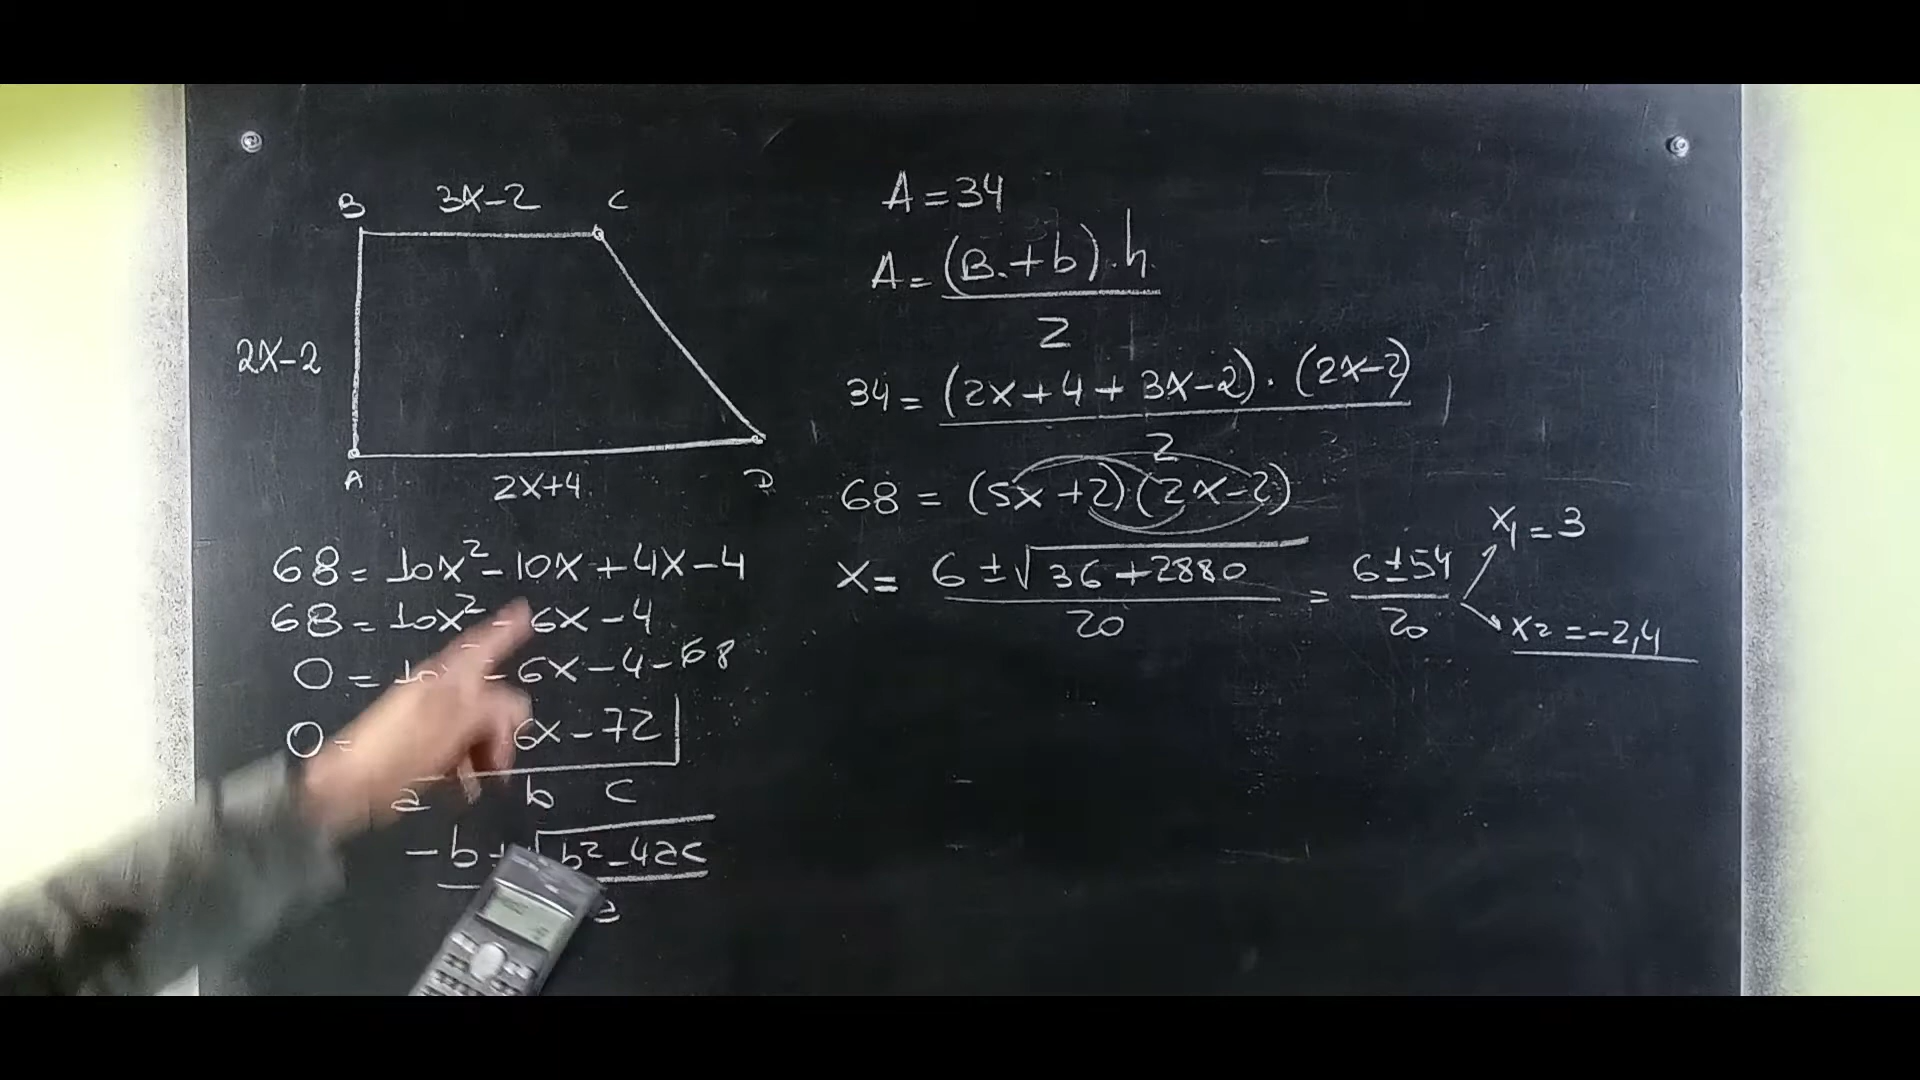 B 3x-2 C
2x-2
A 2x+4 D
68 = 10x² - 10x + 4x - 4
68 = 10x² - 6x - 4
0 = 10x² - 6x - 4 - 68
0 = 6x - 72
a b c
-b + √b² - 4ac
a
A = 34
A = (B + b) . h
2
34 = (2x + 4 + 3x - 2) . (2x - 2)
2
68 = (5x + 2)(2x - 2)
x = 6 ± √36 + 2880 = 6 ± 54
20 20
x₁ = 3
x₂ = -2,4